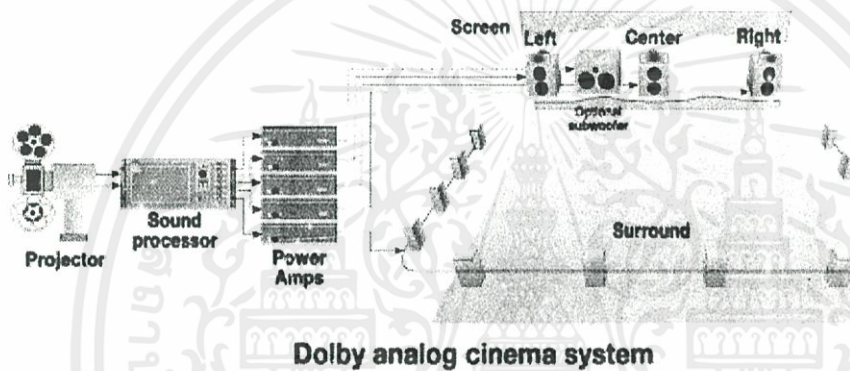 Screen
Left
Center
Right
Optional
subwoofer
Surround
Projector
Sound
processor
Power
Amps
Dolby analog cinema system